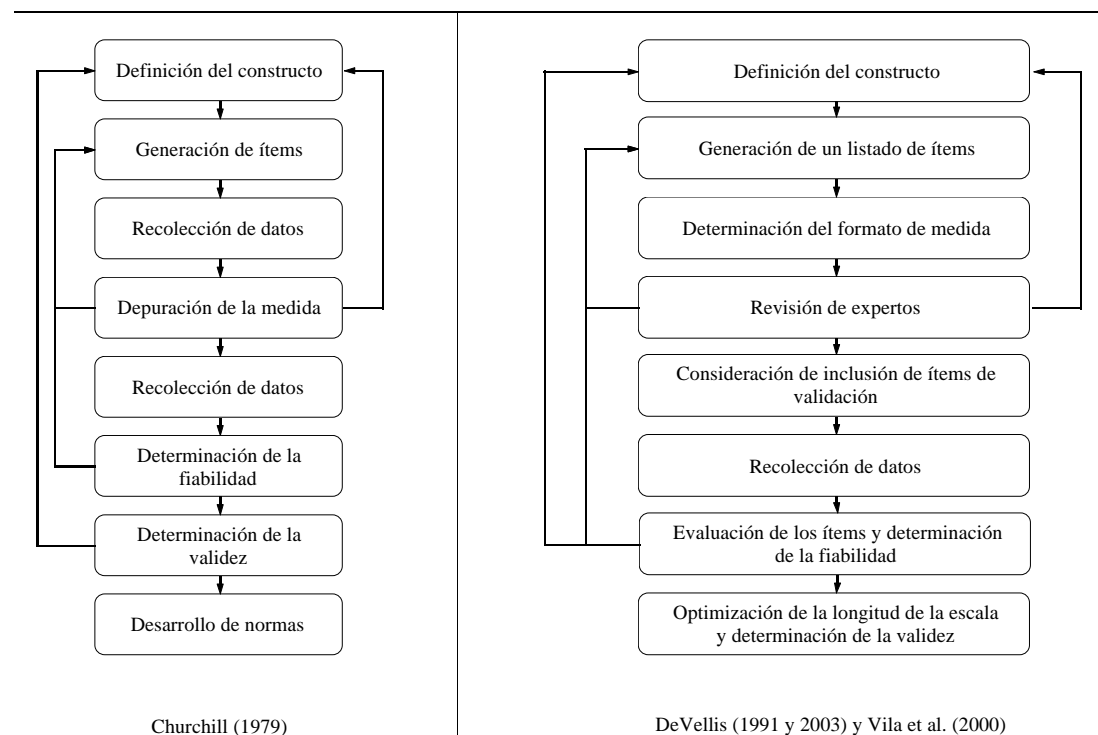 Definición del constructo
Generación de ítems
Recolección de datos
Depuración de la medida
Recolección de datos
Determinación de la
fiabilidad
Determinación de la
validez
Desarrollo de normas
Churchill (1979)
Definición del constructo
Generación de un listado de ítems
Determinación del formato de medida
Revisión de expertos
Consideración de inclusión de ítems de
validación
Recolección de datos
Evaluación de los ítems y determinación
de la fiabilidad
Optimización de la longitud de la escala
y determinación de la validez
DeVellis (1991 y 2003) y Vila et al. (2000)